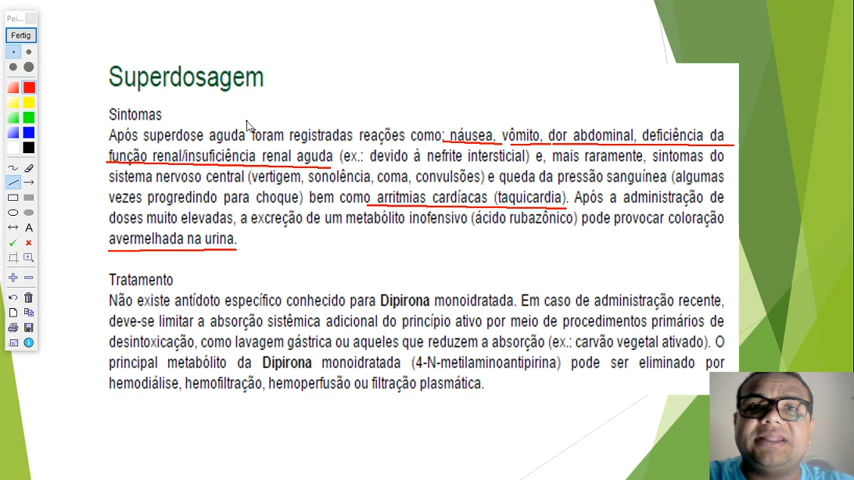 Poi...
Fertig
Superdosagem
Sintomas
Após superdose aguda foram registradas reações como: náusea, vômito, dor abdominal, deficiência da
função renal/insuficiência renal aguda (ex.: devido à nefrite intersticial) e, mais raramente, sintomas do
sistema nervoso central (vertigem, sonolência, coma, convulsões) e queda da pressão sanguínea (algumas
vezes progredindo para choque) bem como arritmias cardíacas (taquicardia). Após a administração de
doses muito elevadas, a excreção de um metabólito inofensivo (ácido rubazônico) pode provocar coloração
avermelhada na urina.
Tratamento
Não existe antídoto específico conhecido para Dipirona monoidratada. Em caso de administração recente,
deve-se limitar a absorção sistêmica adicional do princípio ativo por meio de procedimentos primários de
desintoxicação, como lavagem gástrica ou aqueles que reduzem a absorção (ex.: carvão vegetal ativado). O
principal metabólito da Dipirona monoidratada (4-N-metilaminoantipirina) pode ser eliminado por
hemodiálise, hemofiltração, hemoperfusão ou filtração plasmática.